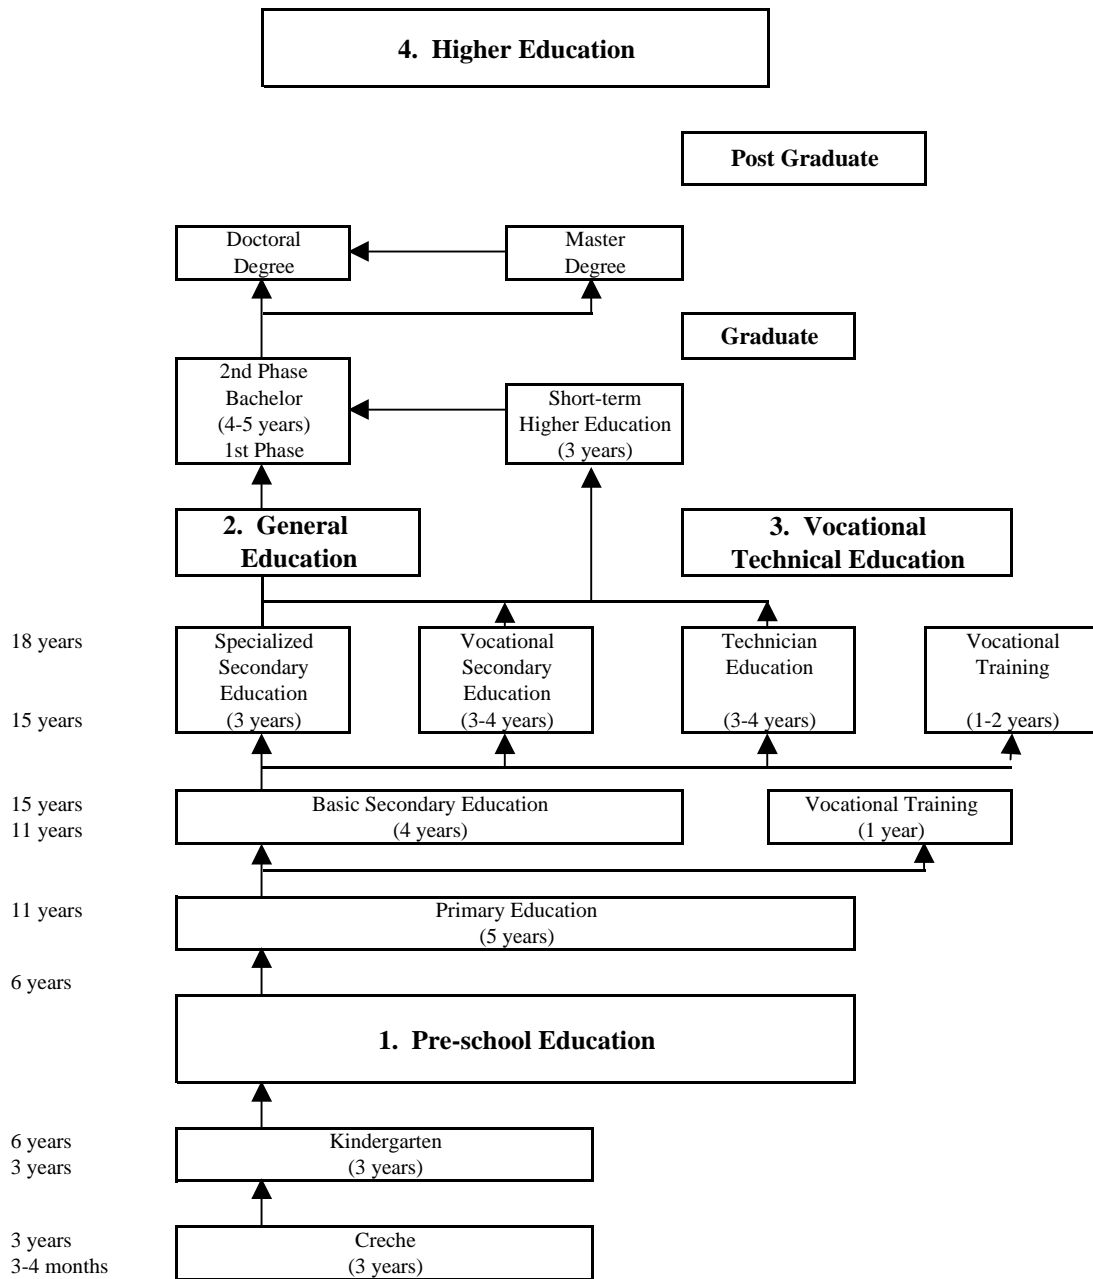 4. Higher Education
Post Graduate
Doctoral
Degree
Master
Degree
Graduate
2nd Phase
Bachelor
(4-5 years)
1st Phase
Short-term
Higher Education
(3 years)
2. General
Education
3. Vocational
Technical Education
18 years
15 years
Specialized
Secondary
Education
(3 years)
Vocational
Secondary
Education
(3-4 years)
Technician
Education
(3-4 years)
Vocational
Training
(1-2 years)
15 years
11 years
Basic Secondary Education
(4 years)
Vocational Training
(1 year)
11 years
Primary Education
(5 years)
6 years
1. Pre-school Education
6 years
3 years
Kindergarten
(3 years)
3 years
3-4 months
Creche
(3 years)